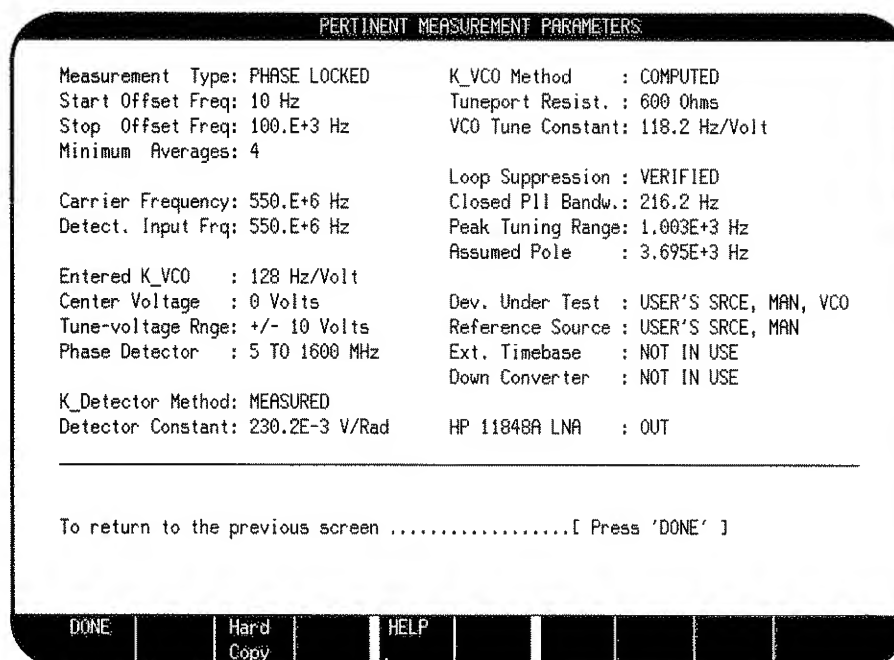 PERTINENT MEASUREMENT PARAMETERS
Measurement Type: PHASE LOCKED
Start Offset Freq: 10 Hz
Stop Offset Freq: 100.E+3 Hz
Minimum Averages: 4
Carrier Frequency: 550.E+6 Hz
Detect. Input Frq: 550.E+6 Hz
Entered K_VCO : 128 Hz/Volt
Center Voltage : 0 Volts
Tune-voltage Rnge: +/- 10 Volts
Phase Detector : 5 TO 1600 MHz
K_Detector Method: MEASURED
Detector Constant: 230.2E-3 V/Rad
K_VCO Method : COMPUTED
Tuneport Resist. : 600 Ohms
VCO Tune Constant: 118.2 Hz/Volt
Loop Suppression : VERIFIED
Closed Pll Bandw.: 216.2 Hz
Peak Tuning Range: 1.003E+3 Hz
Assumed Pole : 3.695E+3 Hz
Dev. Under Test : USER'S SRCE, MAN, VCO
Reference Source : USER'S SRCE, MAN
Ext. Timebase : NOT IN USE
Down Converter : NOT IN USE
HP 11848A LNA : OUT
To return to the previous screen ..................[ Press 'DONE' ]
DONE
Hard
Copy
HELP